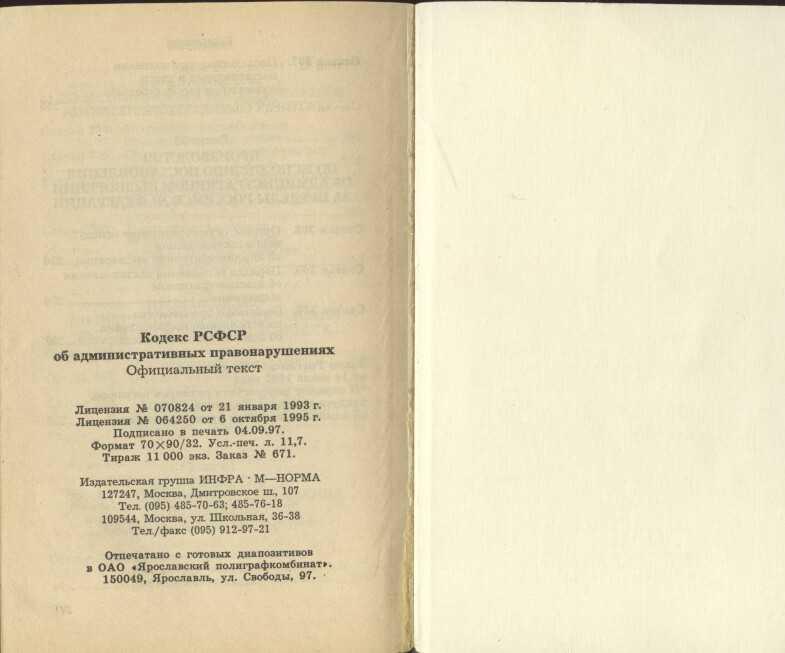 Кодекс РСФСР
об административных правонарушениях
Официальный текст
Лицензия № 070824 от 21 января 1993 г.
Лицензия № 064250 от 6 октября 1995 г.
Подписано в печать 04.09.97.
Формат 70×90/32. Усл.-печ. л. 11,7.
Тираж 11 000 экз. Заказ № 671.
Издательская группа ИНФРА · М—НОРМА
127247, Москва, Дмитровское ш., 107
Тел. (095) 485-70-63; 485-76-18
109544, Москва, ул. Школьная, 36-38
Тел./факс (095) 912-97-21
Отпечатано с готовых диапозитивов
в ОАО «Ярославский полиграфкомбинат».
150049, Ярославль, ул. Свободы, 97.